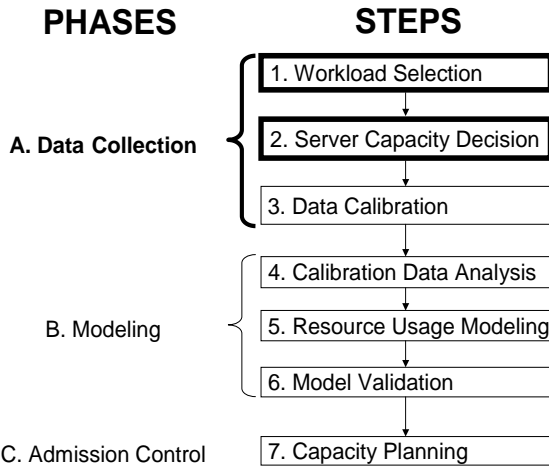 PHASES
STEPS
1. Workload Selection
A. Data Collection
2. Server Capacity Decision
3. Data Calibration
4. Calibration Data Analysis
B. Modeling
5. Resource Usage Modeling
6. Model Validation
C. Admission Control
7. Capacity Planning